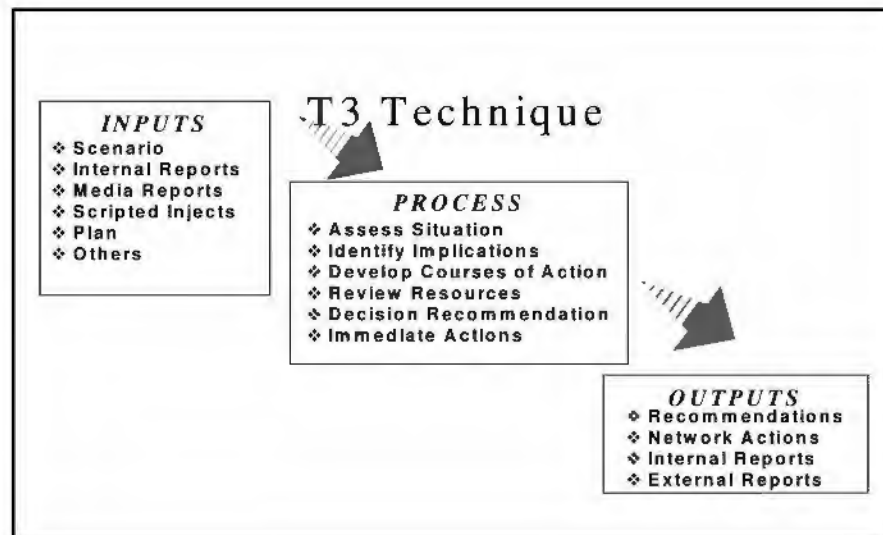 T3 Technique
INPUTS
❖ Scenario
❖ Internal Reports
❖ Media Reports
❖ Scripted Injects
❖ Plan
❖ Others
PROCESS
❖ Assess Situation
❖ Identify Implications
❖ Develop Courses of Action
❖ Review Resources
❖ Decision Recommendation
❖ Immediate Actions
OUTPUTS
❖ Recommendations
❖ Network Actions
❖ Internal Reports
❖ External Reports